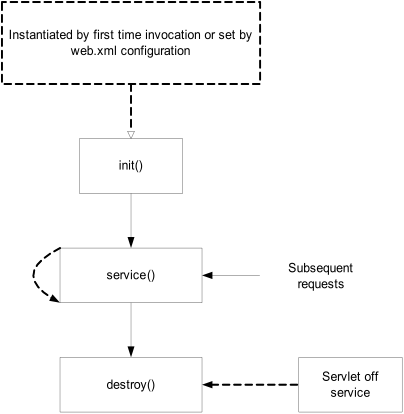 Instantiated by first time invocation or set by
web.xml configuration
init()
service()
Subsequent
requests
destroy()
Servlet off
service